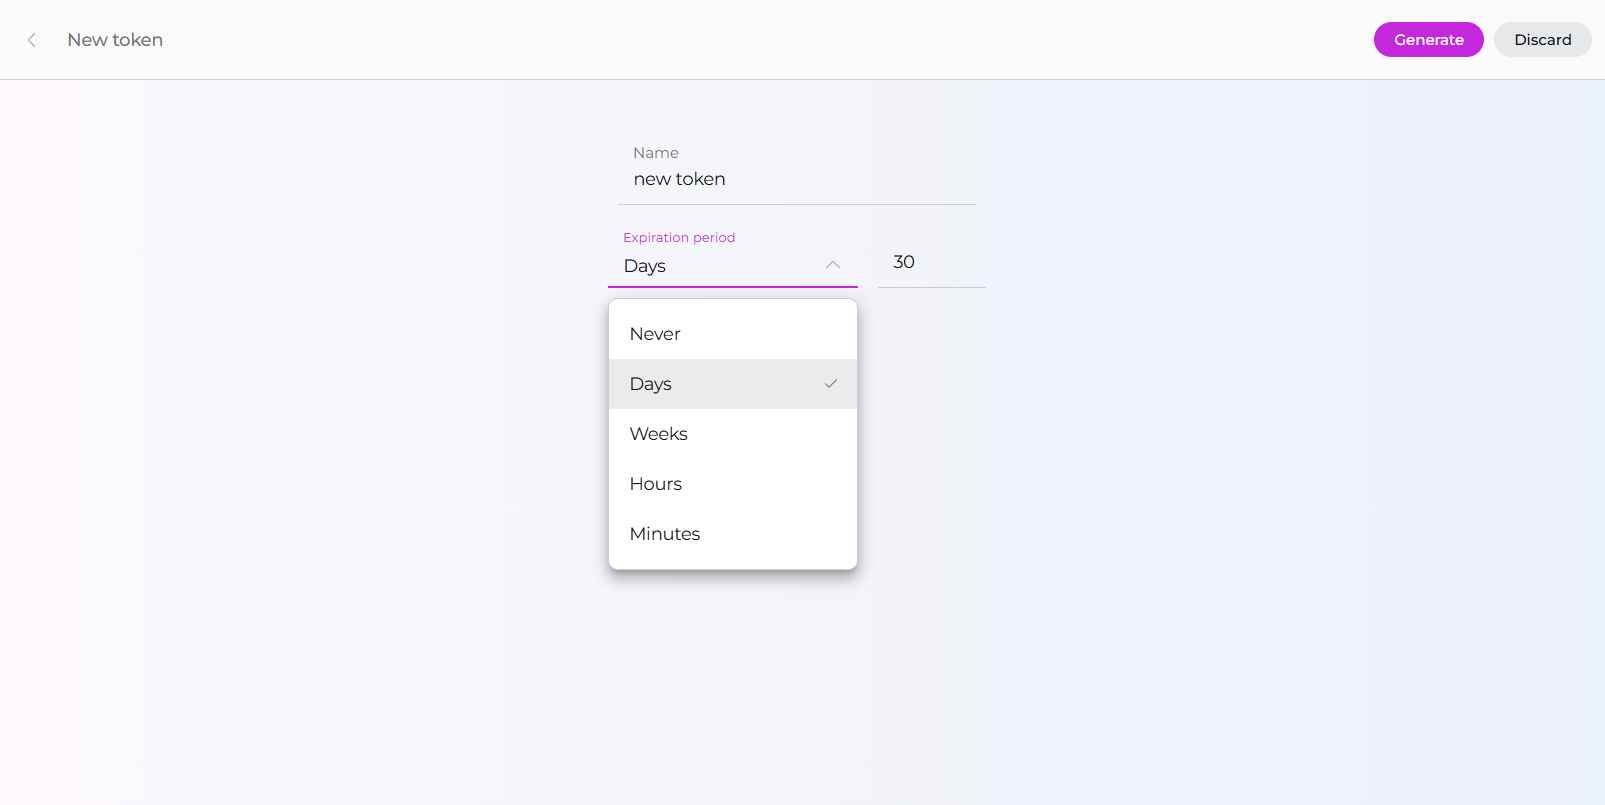 New token
Generate
Discard
Name
new token
Expiration period
Days
30
Never
Days
Weeks
Hours
Minutes